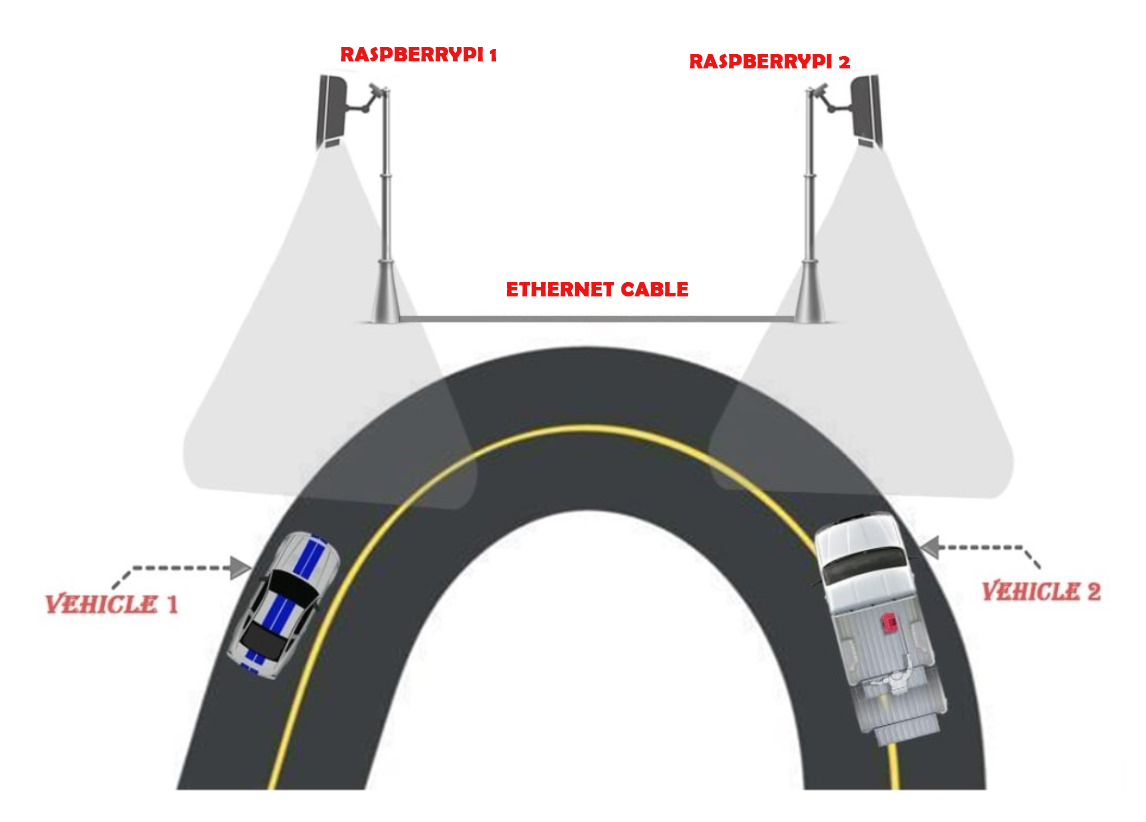 RASPBERRYPI 1
RASPBERRYPI 2
ETHERNET CABLE
VEHICLE 1
VEHICLE 2